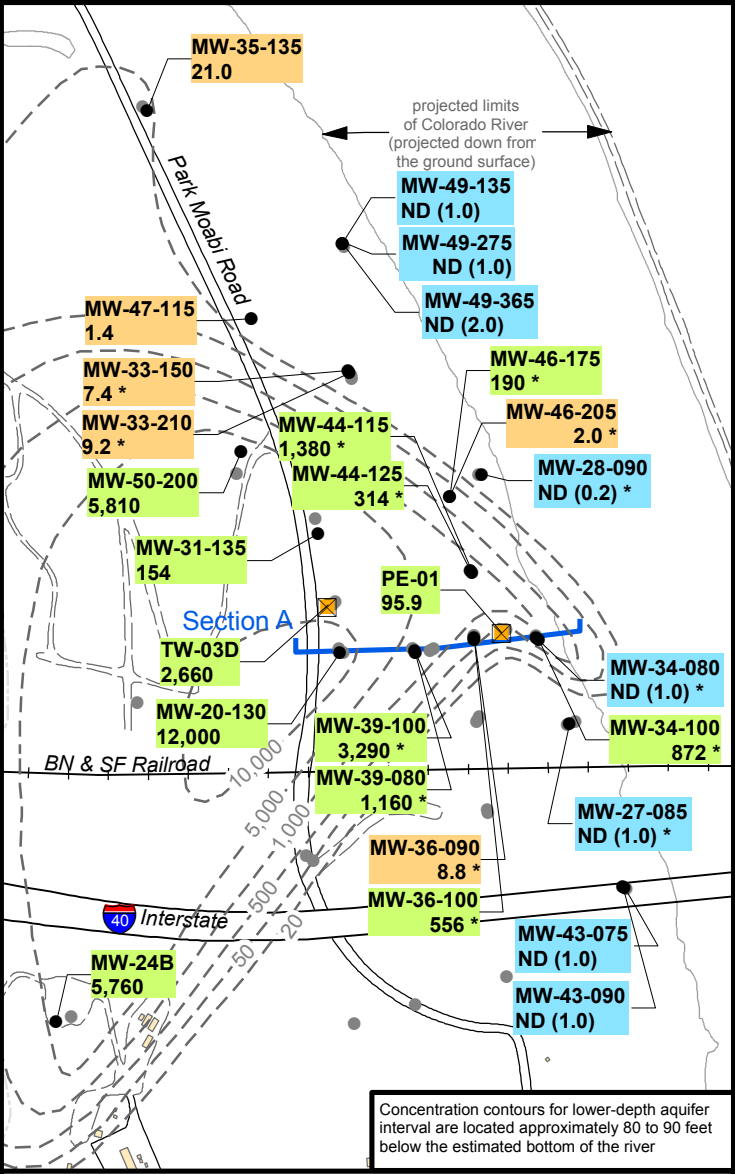 MW-35-135
21.0
projected limits
of Colorado River
(projected down from
the ground surface)
Park Moabi Road
MW-49-135
ND (1.0)
MW-49-275
ND (1.0)
MW-49-365
ND (2.0)
MW-47-115
1.4
MW-33-150
7.4 *
MW-33-210
9.2 *
MW-46-175
190 *
MW-46-205
2.0 *
MW-44-115
1,380 *
MW-44-125
314 *
MW-28-090
ND (0.2) *
MW-50-200
5,810
MW-31-135
154
PE-01
95.9
Section A
TW-03D
2,660
MW-34-080
ND (1.0) *
MW-20-130
12,000
MW-39-100
3,290 *
MW-34-100
872 *
BN & SF Railroad
10,000
MW-39-080
1,160 *
5,000
1,000
MW-27-085
ND (1.0) *
MW-36-090
8.8 *
500
MW-36-100
556 *
40
Interstate
20
50
MW-43-075
ND (1.0)
MW-24B
5,760
MW-43-090
ND (1.0)
Concentration contours for lower-depth aquifer
interval are located approximately 80 to 90 feet
below the estimated bottom of the river